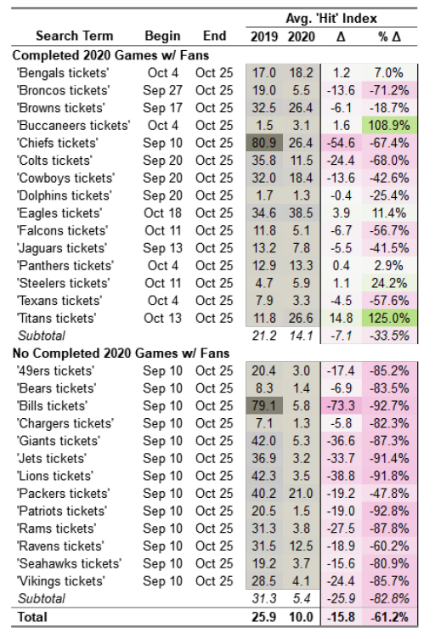 Avg. 'Hit' Index
Search Term Begin End 2019 2020 Δ % Δ
Completed 2020 Games w/ Fans
'Bengals tickets' Oct 4 Oct 25 17.0 18.2 1.2 7.0%
'Broncos tickets' Sep 27 Oct 25 19.0 5.5 -13.6 -71.2%
'Browns tickets' Sep 17 Oct 25 32.5 26.4 -6.1 -18.7%
'Buccaneers tickets' Oct 4 Oct 25 1.5 3.1 1.6 108.9%
'Chiefs tickets' Sep 10 Oct 25 80.9 26.4 -54.6 -67.4%
'Colts tickets' Sep 20 Oct 25 35.8 11.5 -24.4 -68.0%
'Cowboys tickets' Sep 20 Oct 25 32.0 18.4 -13.6 -42.6%
'Dolphins tickets' Sep 20 Oct 25 1.7 1.3 -0.4 -25.4%
'Eagles tickets' Oct 18 Oct 25 34.6 38.5 3.9 11.4%
'Falcons tickets' Oct 11 Oct 25 11.8 5.1 -6.7 -56.7%
'Jaguars tickets' Sep 13 Oct 25 13.2 7.8 -5.5 -41.5%
'Panthers tickets' Oct 4 Oct 25 12.9 13.3 0.4 2.9%
'Steelers tickets' Oct 11 Oct 25 4.7 5.9 1.1 24.2%
'Texans tickets' Oct 4 Oct 25 7.9 3.3 -4.5 -57.6%
'Titans tickets' Oct 13 Oct 25 11.8 26.6 14.8 125.0%
Subtotal 21.2 14.1 -7.1 -33.5%
No Completed 2020 Games w/ Fans
'49ers tickets' Sep 10 Oct 25 20.4 3.0 -17.4 -85.2%
'Bears tickets' Sep 10 Oct 25 8.3 1.4 -6.9 -83.5%
'Bills tickets' Sep 10 Oct 25 79.1 5.8 -73.3 -92.7%
'Chargers tickets' Sep 10 Oct 25 7.1 1.3 -5.8 -82.3%
'Giants tickets' Sep 10 Oct 25 42.0 5.3 -36.6 -87.3%
'Jets tickets' Sep 10 Oct 25 36.9 3.2 -33.7 -91.4%
'Lions tickets' Sep 10 Oct 25 42.3 3.5 -38.8 -91.8%
'Packers tickets' Sep 10 Oct 25 40.2 21.0 -19.2 -47.8%
'Patriots tickets' Sep 10 Oct 25 20.5 1.5 -19.0 -92.8%
'Rams tickets' Sep 10 Oct 25 31.3 3.8 -27.5 -87.8%
'Ravens tickets' Sep 10 Oct 25 31.5 12.5 -18.9 -60.2%
'Seahawks tickets' Sep 10 Oct 25 19.2 3.7 -15.6 -80.9%
'Vikings tickets' Sep 10 Oct 25 28.5 4.1 -24.4 -85.7%
Subtotal 31.3 5.4 -25.9 -82.8%
Total 25.9 10.0 -15.8 -61.2%